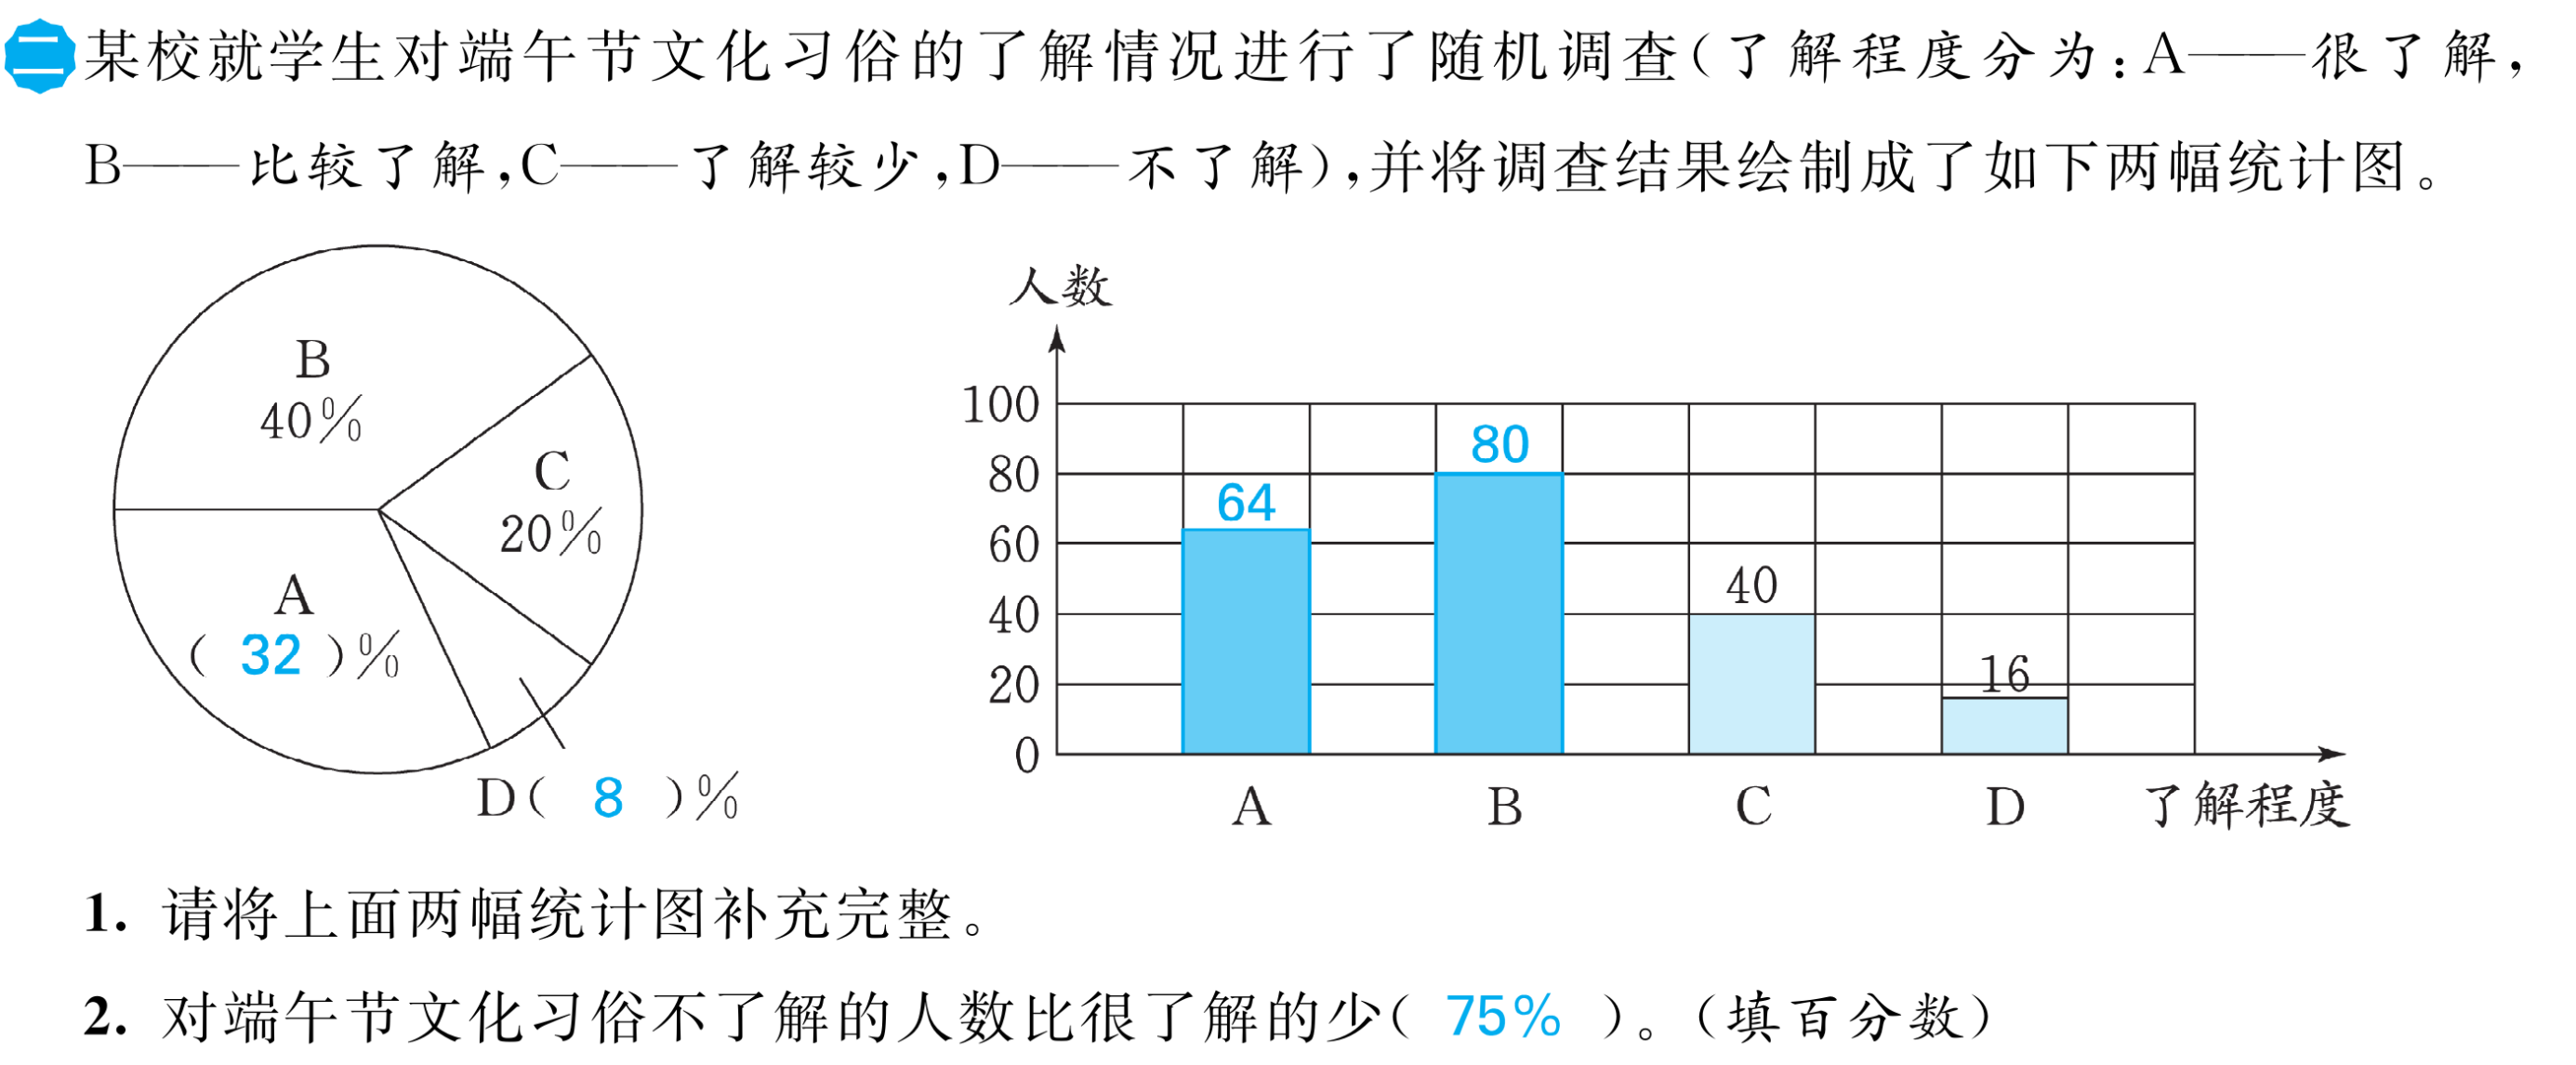 二 某校就学生对端午节文化习俗的了解情况进行了随机调查(了解程度分为:A——很了解,
B——比较了解,C——了解较少,D——不了解),并将调查结果绘制成了如下两幅统计图。
B
40%
C
20%
A
( 32 )%
D( 8 )%
人数
100
80
60
40
20
0
64
80
40
16
A B C D 了解程度
1. 请将上面两幅统计图补充完整。
2. 对端午节文化习俗不了解的人数比很了解的少( 75% )。(填百分数)